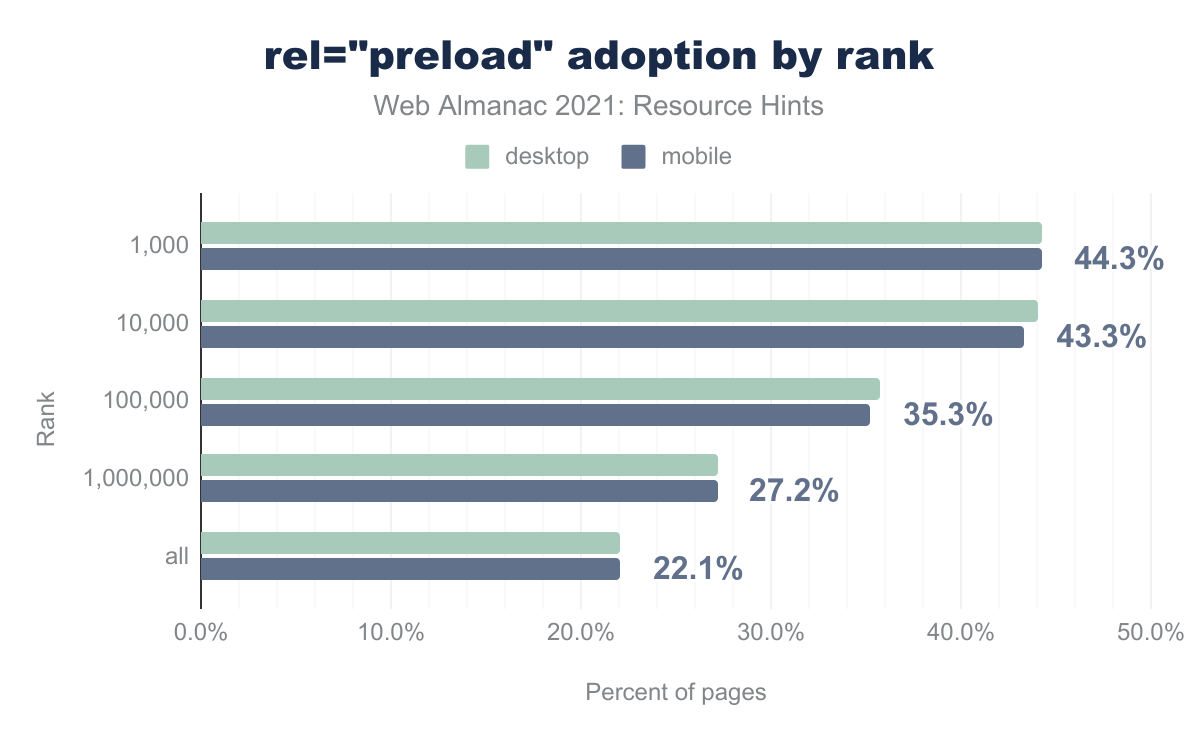 rel="preload" adoption by rank
Web Almanac 2021: Resource Hints
desktop
mobile
Rank
1,000
44.3%
10,000
43.3%
100,000
35.3%
1,000,000
27.2%
all
22.1%
0.0%
10.0%
20.0%
30.0%
40.0%
50.0%
Percent of pages